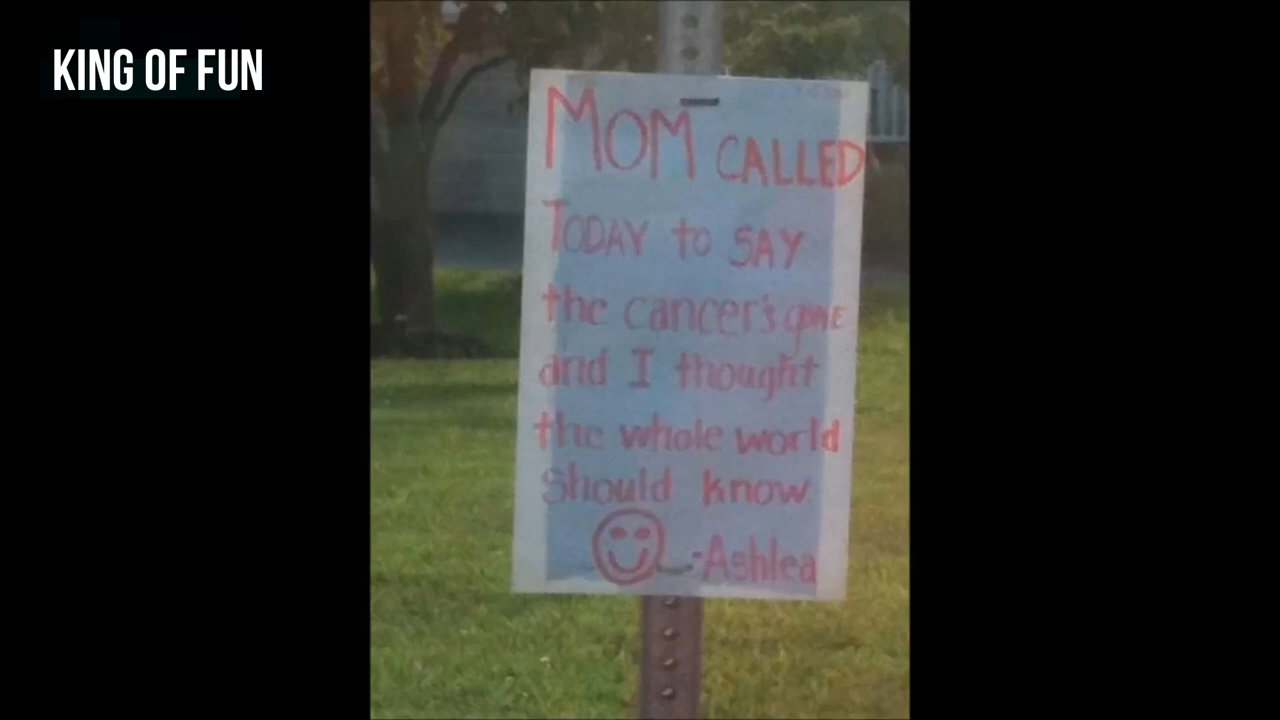 KING OF FUN
MOM CALLED
TODAY to SAY
the cancer's gone
and I thought
the whole world
should know
-Ashlea